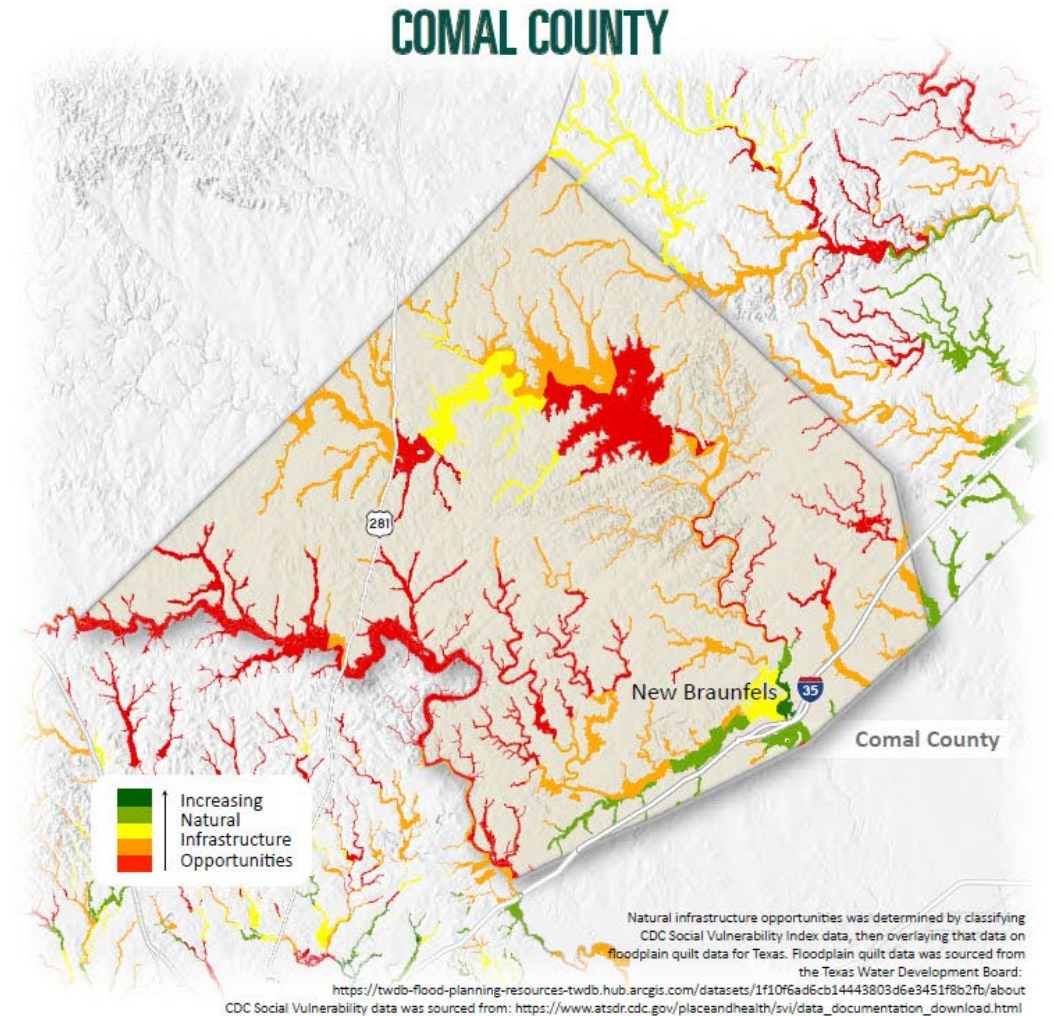 COMAL COUNTY
281
New Braunfels
35
Comal County
Increasing
Natural
Infrastructure
Opportunities
Natural infrastructure opportunities was determined by classifying
CDC Social Vulnerability Index data, then overlaying that data on
floodplain quilt data for Texas. Floodplain quilt data was sourced from
the Texas Water Development Board:
https://twdb-flood-planning-resources-twdb.hub.arcgis.com/datasets/1f10f6ad6cb14443803d6e3451f8b2fb/about
CDC Social Vulnerability data was sourced from: https://www.atsdr.cdc.gov/placeandhealth/svi/data_documentation_download.html